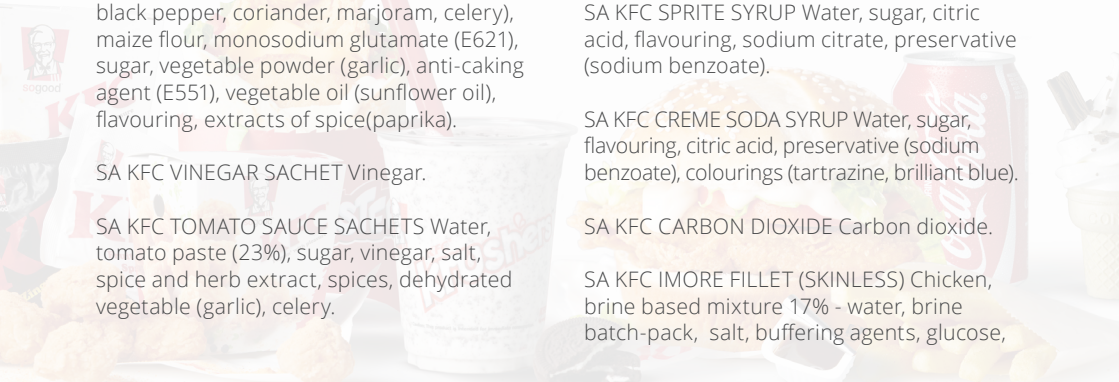 black pepper, coriander, marjoram, celery),
maize flour, monosodium glutamate (E621),
sugar, vegetable powder (garlic), anti-caking
agent (E551), vegetable oil (sunflower oil),
flavouring, extracts of spice(paprika).
SA KFC VINEGAR SACHET Vinegar.
SA KFC TOMATO SAUCE SACHETS Water,
tomato paste (23%), sugar, vinegar, salt,
spice and herb extract, spices, dehydrated
vegetable (garlic), celery.
SA KFC SPRITE SYRUP Water, sugar, citric
acid, flavouring, sodium citrate, preservative
(sodium benzoate).
SA KFC CREME SODA SYRUP Water, sugar,
flavouring, citric acid, preservative (sodium
benzoate), colourings (tartrazine, brilliant blue).
SA KFC CARBON DIOXIDE Carbon dioxide.
SA KFC IMORE FILLET (SKINLESS) Chicken,
brine based mixture 17% - water, brine
batch-pack,  salt, buffering agents, glucose,
KFC
sogood
Coca-Cola